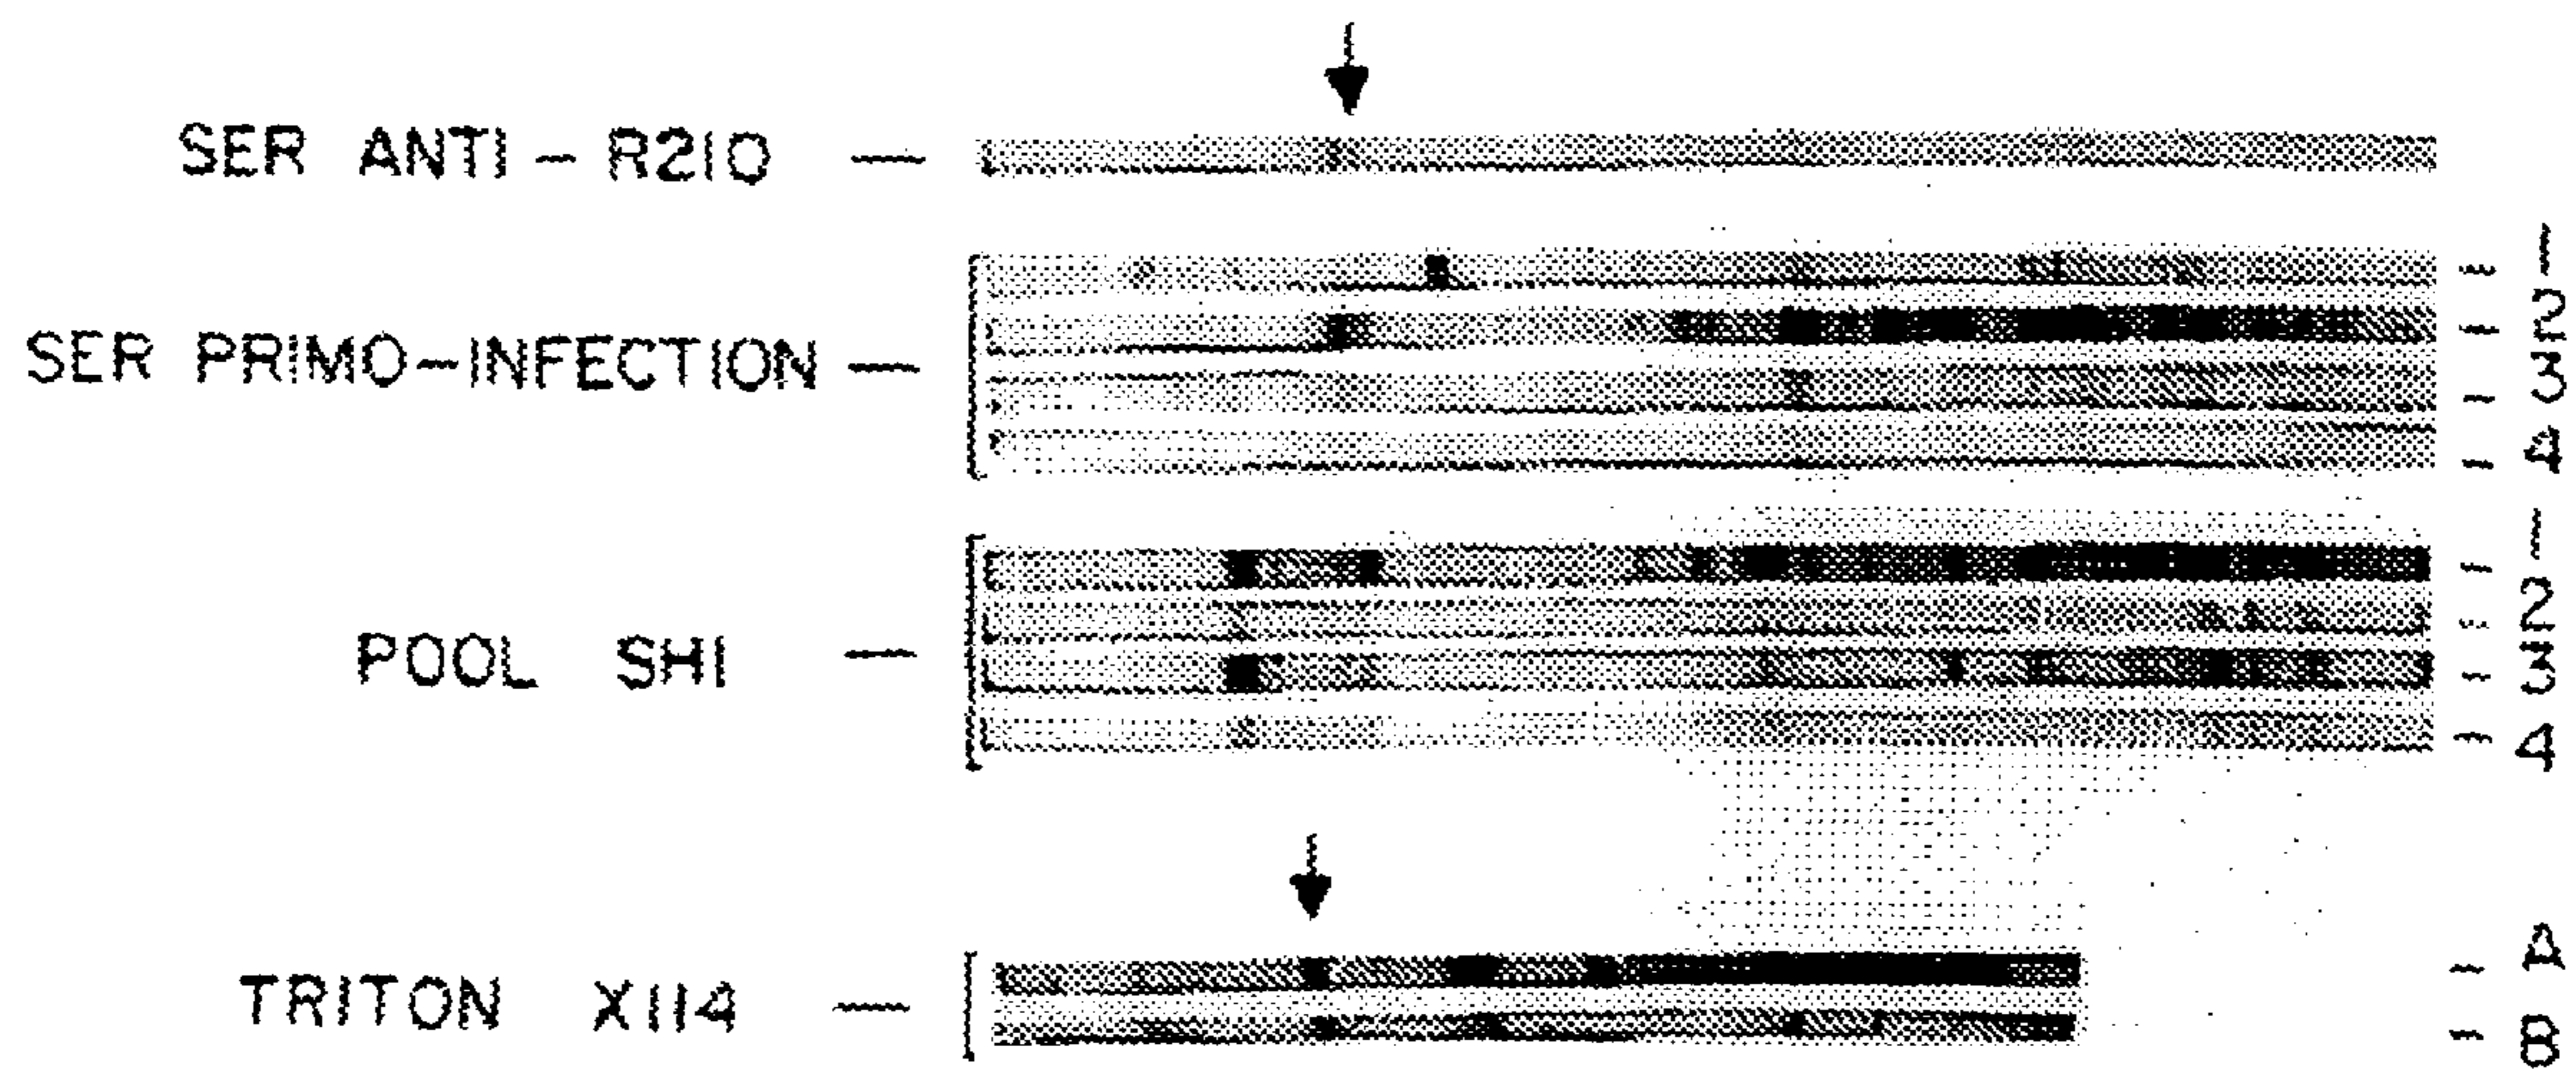 SER ANTI - R210 —
SER PRIMO-INFECTION — 1 2 3 4
POOL SHI — 1 2 3 4
TRITON X114 — A B